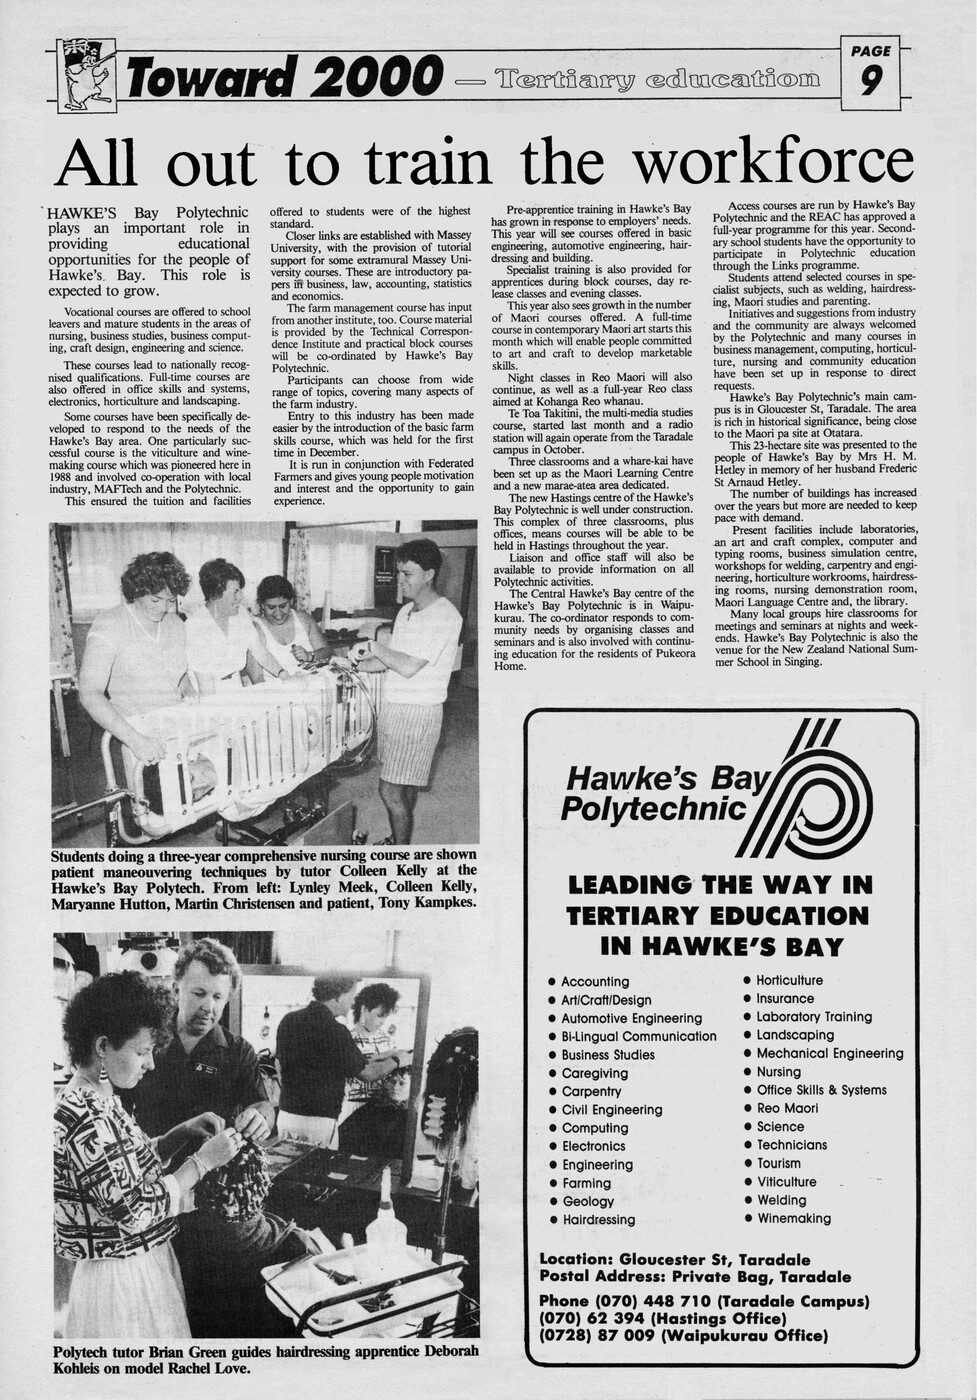 Toward 2000 — Tertiary education
PAGE
9
All out to train the workforce
HAWKE'S Bay Polytechnic
plays an important role in
providing educational
opportunities for the people of
Hawke's Bay. This role is
expected to grow.
Vocational courses are offered to school
leavers and mature students in the areas of
nursing, business studies, business comput-
ing, craft design, engineering and science.
These courses lead to nationally recog-
nised qualifications. Full-time courses are
also offered in office skills and systems,
electronics, horticulture and landscaping.
Some courses have been specifically de-
veloped to respond to the needs of the
Hawke's Bay area. One particularly suc-
cessful course is the viticulture and wine-
making course which was pioneered here in
1988 and involved co-operation with local
industry, MAFTech and the Polytechnic.
This ensured the tuition and facilities
offered to students were of the highest
standard.
Closer links are established with Massey
University, with the provision of tutorial
support for some extramural Massey Uni-
versity courses. These are introductory pa-
pers in business, law, accounting, statistics
and economics.
The farm management course has input
from another institute, too. Course material
is provided by the Technical Correspon-
dence Institute and practical block courses
will be co-ordinated by Hawke's Bay
Polytechnic.
Participants can choose from wide
range of topics, covering many aspects of
the farm industry.
Entry to this industry has been made
easier by the introduction of the basic farm
skills course, which was held for the first
time in December.
It is run in conjunction with Federated
Farmers and gives young people motivation
and interest and the opportunity to gain
experience.
Pre-apprentice training in Hawke's Bay
has grown in response to employers' needs.
This year will see courses offered in basic
engineering, automotive engineering, hair-
dressing and building.
Specialist training is also provided for
apprentices during block courses, day re-
lease classes and evening classes.
This year also sees growth in the number
of Maori courses offered. A full-time
course in contemporary Maori art starts this
month which will enable people committed
to art and craft to develop marketable
skills.
Night classes in Reo Maori will also
continue, as well as a full-year Reo class
aimed at Kohanga Reo whanau.
Te Toa Takitini, the multi-media studies
course, started last month and a radio
station will again operate from the Taradale
campus in October.
Three classrooms and a whare-kai have
been set up as the Maori Learning Centre
and a new marae-atea area dedicated.
The new Hastings centre of the Hawke's
Bay Polytechnic is well under construction.
This complex of three classrooms, plus
offices, means courses will be able to be
held in Hastings throughout the year.
Liaison and office staff will also be
available to provide information on all
Polytechnic activities.
The Central Hawke's Bay centre of the
Hawke's Bay Polytechnic is in Waipu-
kurau. The co-ordinator responds to com-
munity needs by organising classes and
seminars and is also involved with continu-
ing education for the residents of Pukeora
Home.
Access courses are run by Hawke's Bay
Polytechnic and the REAC has approved a
full-year programme for this year. Second-
ary school students have the opportunity to
participate in Polytechnic education
through the Links programme.
Students attend selected courses in spe-
cialist subjects, such as welding, hairdress-
ing, Maori studies and parenting.
Initiatives and suggestions from industry
and the community are always welcomed
by the Polytechnic and many courses in
business management, computing, horticul-
ture, nursing and community education
have been set up in response to direct
requests.
Hawke's Bay Polytechnic's main cam-
pus is in Gloucester St, Taradale. The area
is rich in historical significance, being close
to the Maori pa site at Otatara.
This 23-hectare site was presented to the
people of Hawke's Bay by Mrs H. M.
Hetley in memory of her husband Frederic
St Arnaud Hetley.
The number of buildings has increased
over the years but more are needed to keep
pace with demand.
Present facilities include laboratories,
an art and craft complex, computer and
typing rooms, business simulation centre,
workshops for welding, carpentry and engi-
neering, horticulture workrooms, hairdress-
ing rooms, nursing demonstration room,
Maori Language Centre and, the library.
Many local groups hire classrooms for
meetings and seminars at nights and week-
ends. Hawke's Bay Polytechnic is also the
venue for the New Zealand National Sum-
mer School in Singing.
Students doing a three-year comprehensive nursing course are shown
patient maneouvering techniques by tutor Colleen Kelly at the
Hawke's Bay Polytech. From left: Lynley Meek, Colleen Kelly,
Maryanne Hutton, Martin Christensen and patient, Tony Kampkes.
Polytech tutor Brian Green guides hairdressing apprentice Deborah
Kohleis on model Rachel Love.
Hawke's Bay
Polytechnic
LEADING THE WAY IN
TERTIARY EDUCATION
IN HAWKE'S BAY
● Accounting
● Art/Craft/Design
● Automotive Engineering
● Bi-Lingual Communication
● Business Studies
● Caregiving
● Carpentry
● Civil Engineering
● Computing
● Electronics
● Engineering
● Farming
● Geology
● Hairdressing
● Horticulture
● Insurance
● Laboratory Training
● Landscaping
● Mechanical Engineering
● Nursing
● Office Skills & Systems
● Reo Maori
● Science
● Technicians
● Tourism
● Viticulture
● Welding
● Winemaking
Location: Gloucester St, Taradale
Postal Address: Private Bag, Taradale
Phone (070) 448 710 (Taradale Campus)
(070) 62 394 (Hastings Office)
(0728) 87 009 (Waipukurau Office)